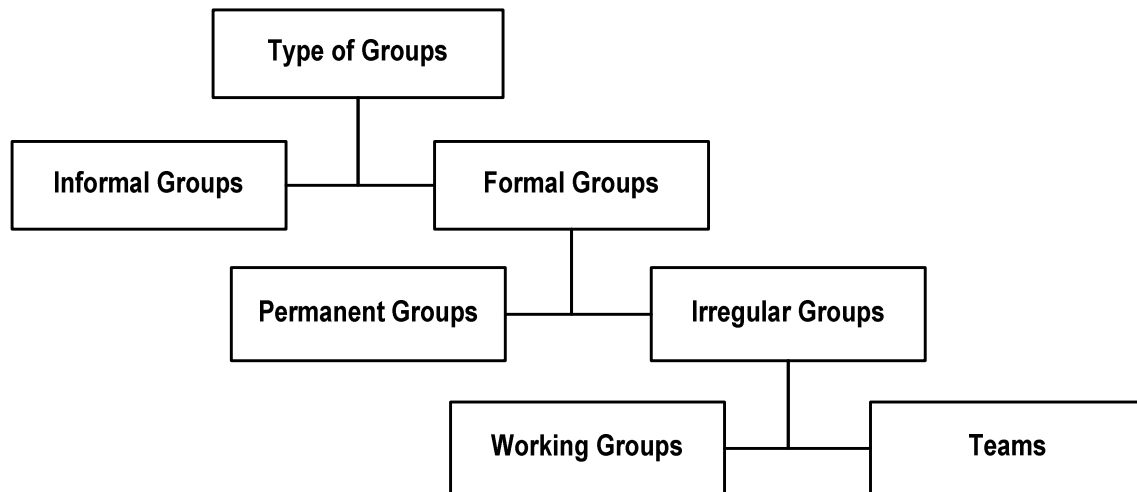 Type of Groups
Informal Groups
Formal Groups
Permanent Groups
Irregular Groups
Working Groups
Teams